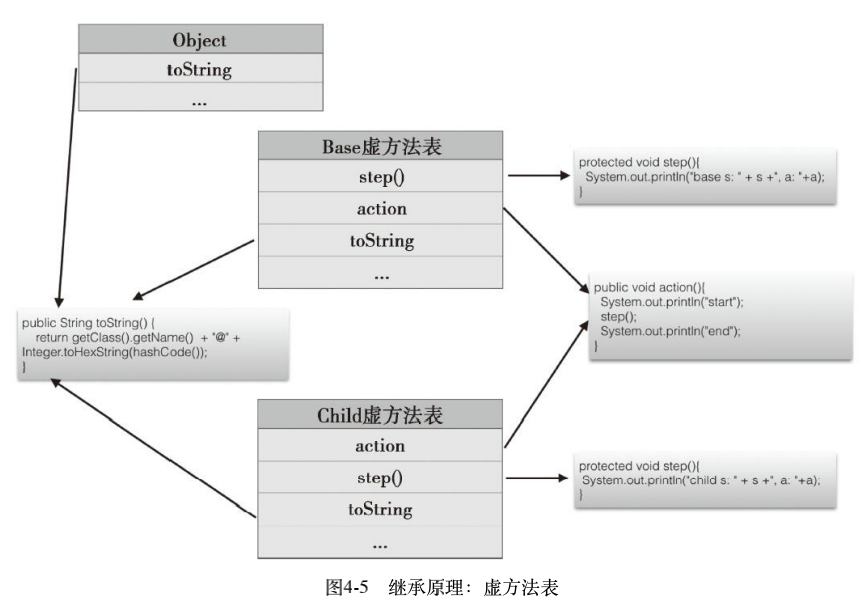 Object
toString
...
Base虚方法表
step()
action
toString
...
protected void step(){
System.out.println("base s: " + s +", a: "+a);
}
public void action(){
System.out.println("start");
step();
System.out.println("end");
}
public String toString() {
return getClass().getName() + "@" +
Integer.toHexString(hashCode());
}
Child虚方法表
action
step()
toString
...
protected void step(){
System.out.println("child s: " + s +", a: "+a);
}
图4-5 继承原理：虚方法表